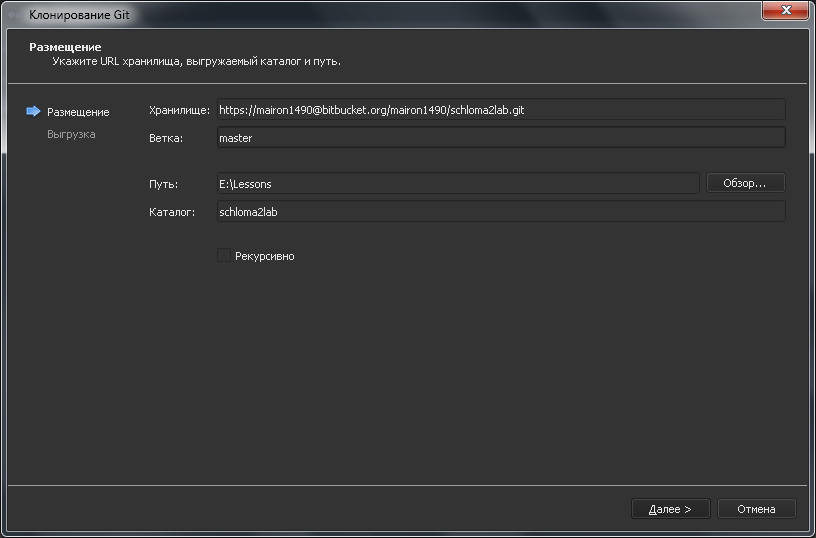 Клонирование Git
Размещение
Укажите URL хранилища, выгружаемый каталог и путь.
Размещение
Выгрузка
Хранилище: https://mairon1490@bitbucket.org/mairon1490/schloma2lab.git
Ветка: master
Путь: E:\Lessons Обзор...
Каталог: schloma2lab
Рекурсивно
Далее > Отмена